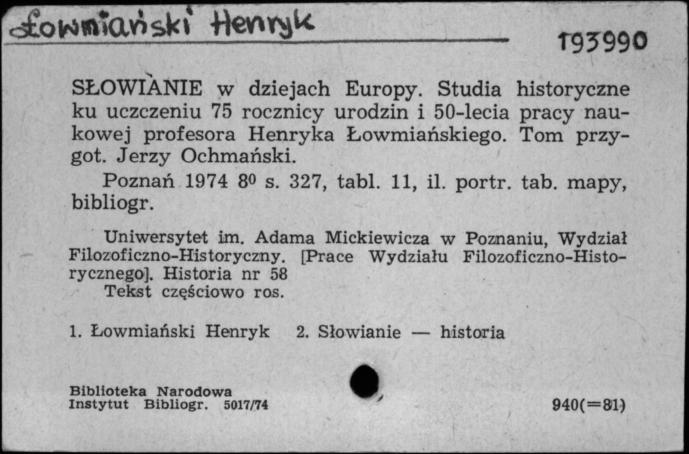 Łowmiański Henryk
193990
SŁOWIANIE w dziejach Europy. Studia historyczne
ku uczczeniu 75 rocznicy urodzin i 50-lecia pracy nau-
kowej profesora Henryka Łowmiańskiego. Tom przy-
got. Jerzy Ochmański.
Poznań 1974 8⁰ s. 327, tabl. 11, il. portr. tab. mapy,
bibliogr.
Uniwersytet im. Adama Mickiewicza w Poznaniu, Wydział
Filozoficzno-Historyczny. [Prace Wydziału Filozoficzno-Histo-
rycznego]. Historia nr 58
Tekst częściowo ros.
1. Łowmiański Henryk 2. Słowianie — historia
Biblioteka Narodowa
Instytut Bibliogr. 5017/74
940(=81)